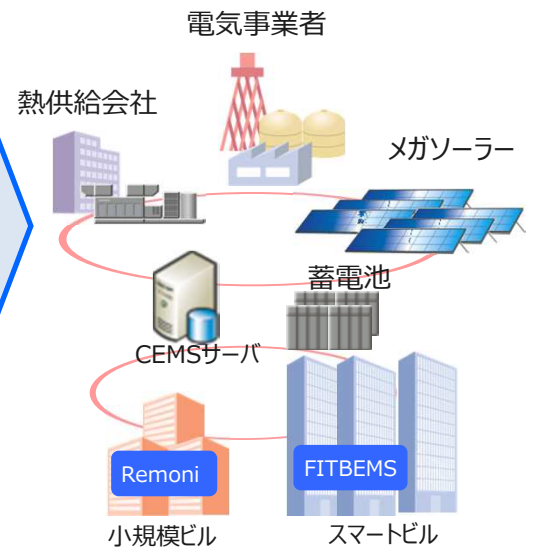 電気事業者
熱供給会社
メガソーラー
蓄電池
CEMSサーバ
Remoni
FITBEMS
小規模ビル
スマートビル